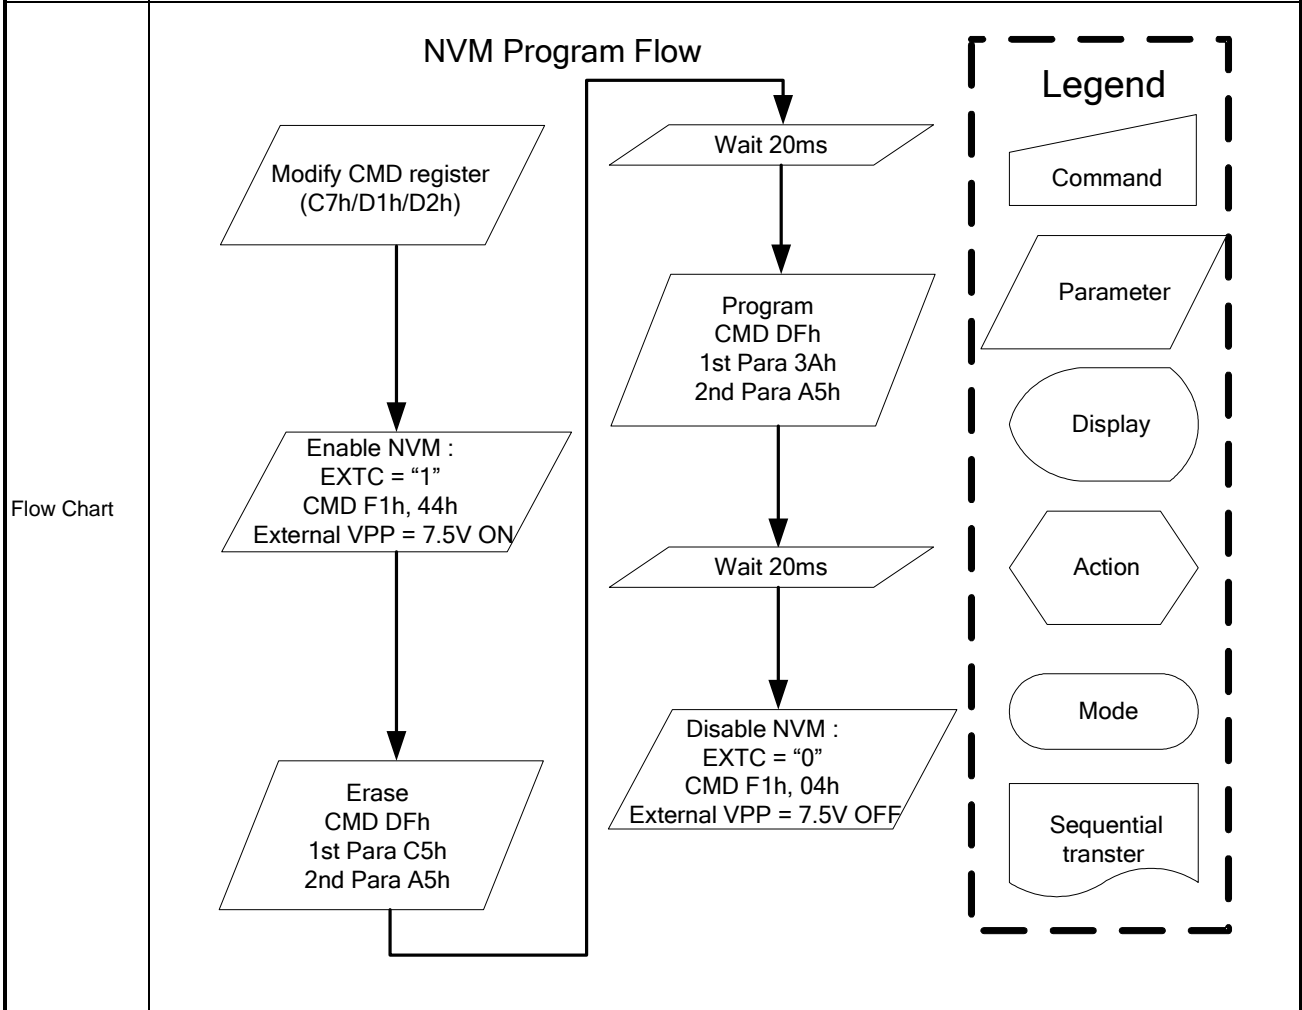 Flow Chart
NVM Program Flow
Modify CMD register
(C7h/D1h/D2h)
Enable NVM :
EXTC = “1”
CMD F1h, 44h
External VPP = 7.5V ON
Erase
CMD DFh
1st Para C5h
2nd Para A5h
Wait 20ms
Program
CMD DFh
1st Para 3Ah
2nd Para A5h
Wait 20ms
Disable NVM :
EXTC = “0”
CMD F1h, 04h
External VPP = 7.5V OFF
Legend
Command
Parameter
Display
Action
Mode
Sequential
transter